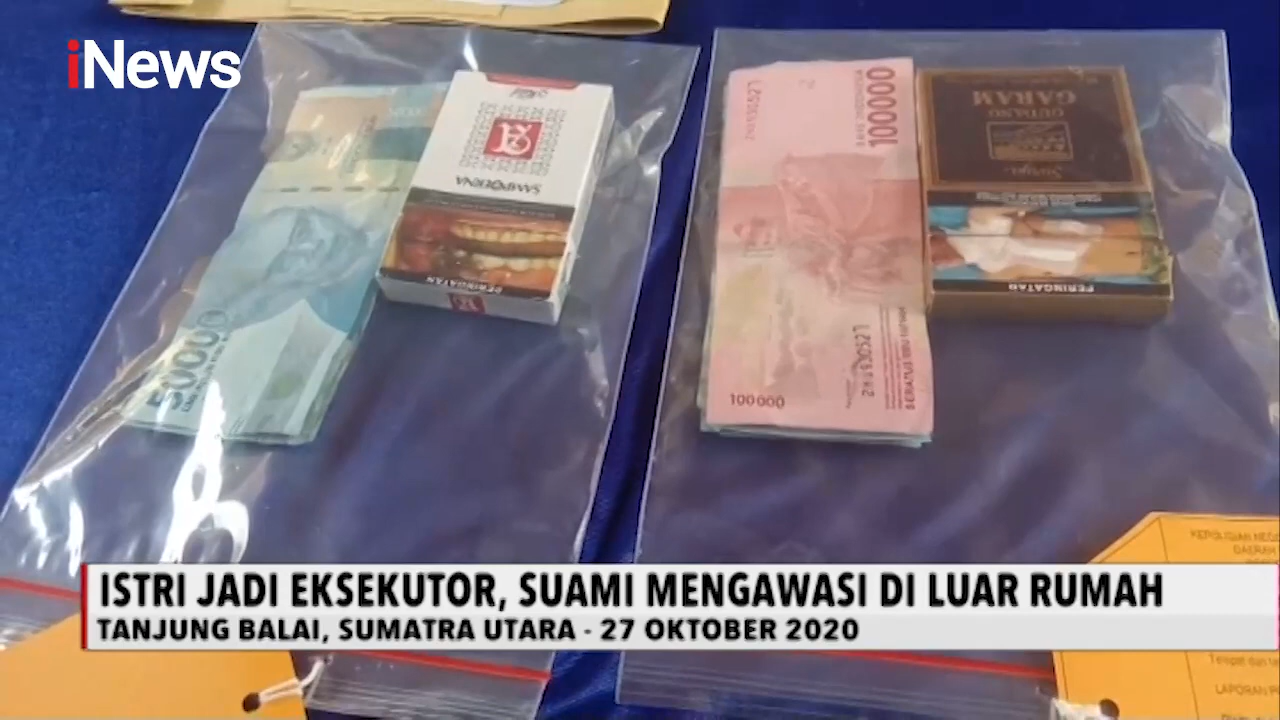 iNews
50000
SAMPOERNA
PERINGATAN
100000
100000
GUDANG
GARAM
Surya
PERINGATAN
ISTRI JADI EKSEKUTOR, SUAMI MENGAWASI DI LUAR RUMAH
TANJUNG BALAI, SUMATRA UTARA - 27 OKTOBER 2020